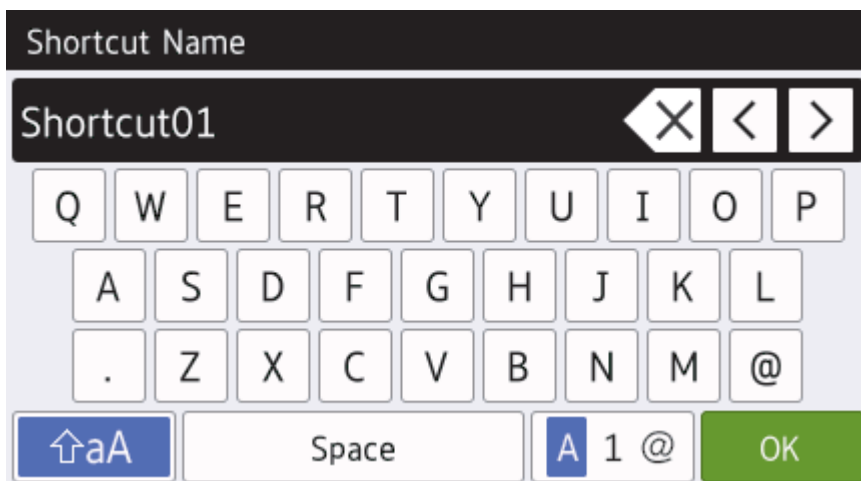 Shortcut Name
Shortcut01
Q W E R T Y U I O P
A S D F G H J K L
. Z X C V B N M @
aA Space A 1 @ OK